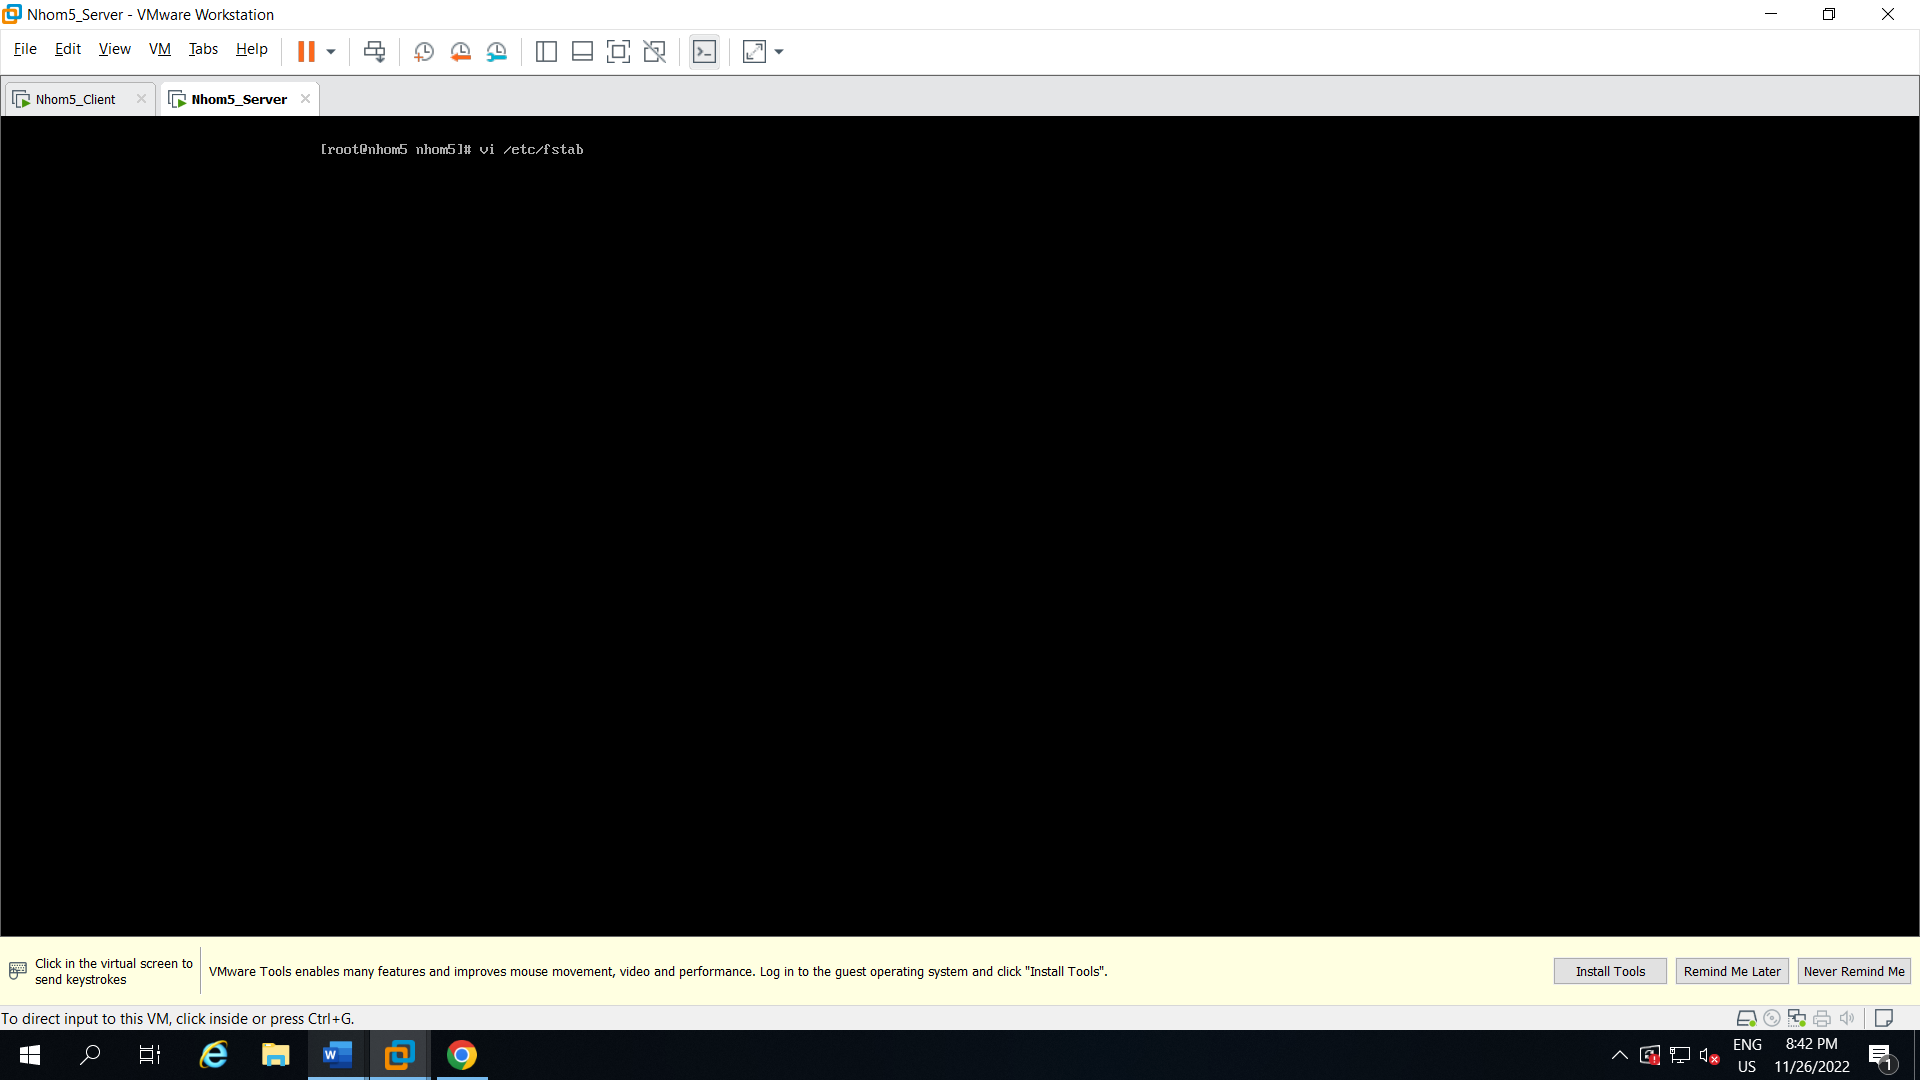 Nhom5_Server - VMware Workstation
File Edit View VM Tabs Help
Nhom5_Client
Nhom5_Server
[root@nhom5 nhom5]# vi /etc/fstab
Click in the virtual screen to
send keystrokes
VMware Tools enables many features and improves mouse movement, video and performance. Log in to the guest operating system and click "Install Tools".
Install Tools
Remind Me Later
Never Remind Me
To direct input to this VM, click inside or press Ctrl+G.
ENG
US
8:42 PM
11/26/2022
1